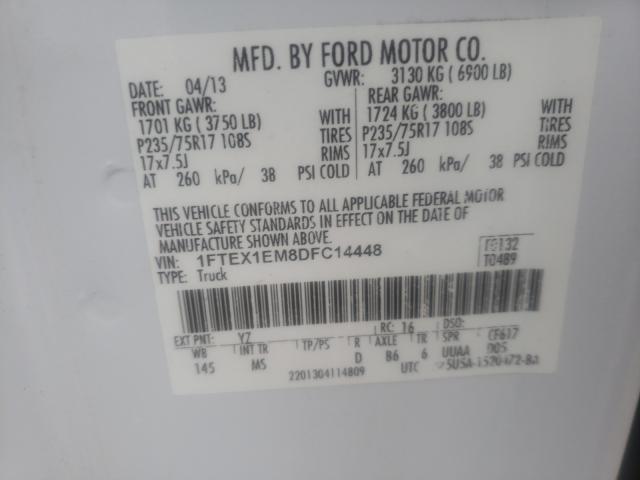 MFD. BY FORD MOTOR CO.
DATE: 04/13 GVWR: 3130 KG ( 6900 LB)
FRONT GAWR: REAR GAWR:
1701 KG ( 3750 LB) WITH 1724 KG ( 3800 LB) WITH
P235/75R17 108S TIRES P235/75R17 108S TIRES
17x7.5J RIMS 17x7.5J RIMS
AT 260 kPa/ 38 PSI COLD AT 260 kPa/ 38 PSI COLD
THIS VEHICLE CONFORMS TO ALL APPLICABLE FEDERAL MOTOR
VEHICLE SAFETY STANDARDS IN EFFECT ON THE DATE OF
MANUFACTURE SHOWN ABOVE.
VIN: 1FTEX1EM8DFC14448
TYPE: Truck T0489
EXT PNT: YZ RC: 16 DSO: CF617
WB INT TR TP/PS R AXLE TR SPR 005
145 MS D B6 6 UUAA
2201304114809 UTC